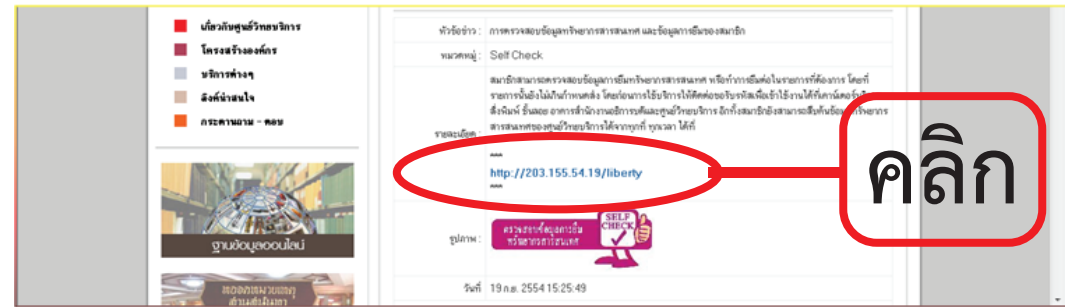 เกี่ยวกับศูนย์วิทยบริการ
โครงสร้างองค์กร
บริการต่างๆ
ลิงค์น่าสนใจ
กระดานถาม - ตอบ
ฐานข้อมูลออนไลน์
หัวข้อข่าว : การตรวจสอบข้อมูลทรัพยากรสารสนเทศ และข้อมูลการยืมของสมาชิก
หมวดหมู่ : Self Check
รายละเอียด :
สมาชิกสามารถตรวจสอบข้อมูลการยืมทรัพยากรสารสนเทศ หรือทำการยืมต่อในรายการที่ต้องการ โดยที่
รายการนั้นยังไม่เกินกำหนดส่ง โดยก่อนการใช้บริการให้ติดต่อขอรับรหัสเพื่อเข้าใช้งานได้ที่เคาน์เตอร์
สิ่งพิมพ์ ชั้นลอย อาคารสำนักงานอธิการบดีและศูนย์วิทยบริการ อีกทั้งสมาชิกยังสามารถสืบค้นข้อมูลทรัพยากร
สารสนเทศของศูนย์วิทยบริการได้จากทุกที่ ทุกเวลา ได้ที่
^^^
http://203.155.54.19/liberty
^^^
คลิก
รูปภาพ :
ตรวจสอบข้อมูลการยืม
ทรัพยากรสารสนเทศ
SELF
CHECK
วันที่ 19 ก.ย. 2554 15:25:49